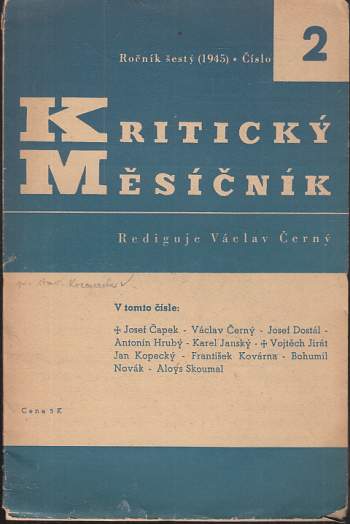 Ročník šestý (1945) • Číslo 2
KRITICKÝ
MĚSÍČNÍK
Rediguje Václav Černý
V tomto čísle:
✢ Josef Čapek - Václav Černý - Josef Dostál -
Antonín Hrubý - Karel Janský - ✢ Vojtěch Jirát
Jan Kopecký - František Kovárna - Bohumil
Novák - Aloys Skoumal
Cena 5 K